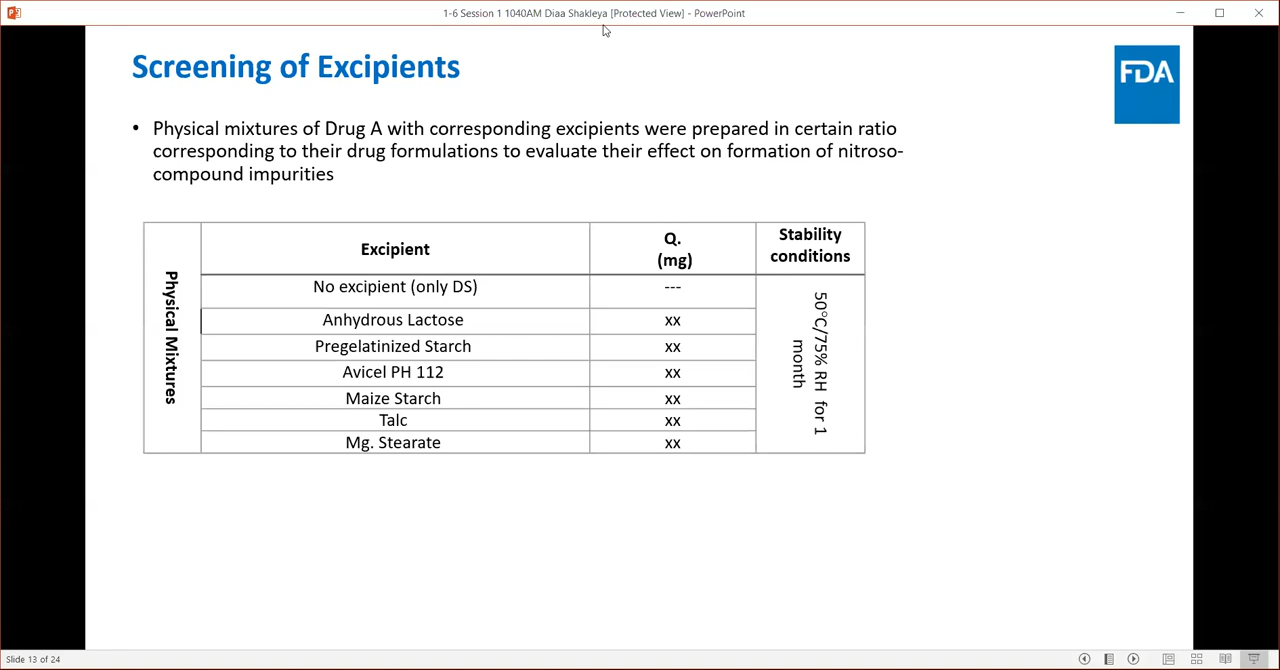 1-6 Session 1 1040AM Diaa Shakleya [Protected View] - PowerPoint
Screening of Excipients
FDA
• Physical mixtures of Drug A with corresponding excipients were prepared in certain ratio
corresponding to their drug formulations to evaluate their effect on formation of nitroso-
compound impurities
Physical Mixtures
Excipient
Q.
(mg)
Stability
conditions
No excipient (only DS)
---
Anhydrous Lactose
xx
Pregelatinized Starch
xx
Avicel PH 112
xx
Maize Starch
xx
Talc
xx
Mg. Stearate
xx
50°C/75% RH for 1
month
Slide 13 of 24